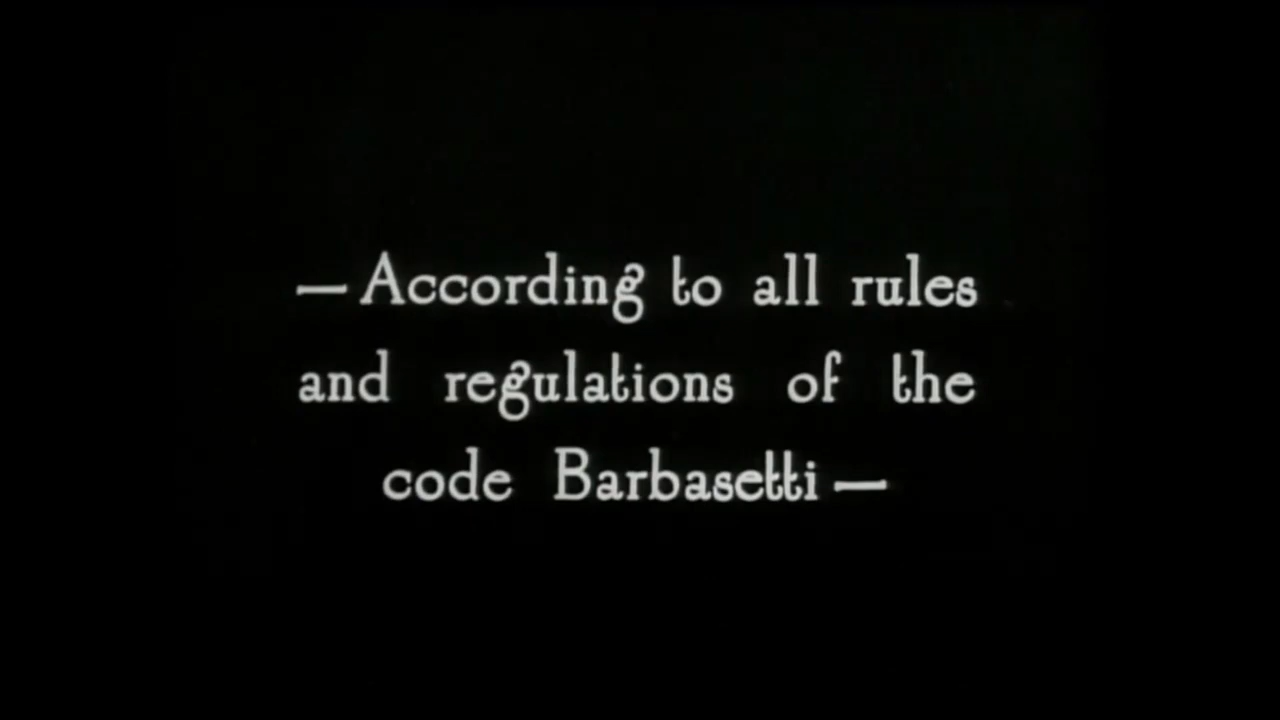 —According to all rules
and regulations of the
code Barbasetti—